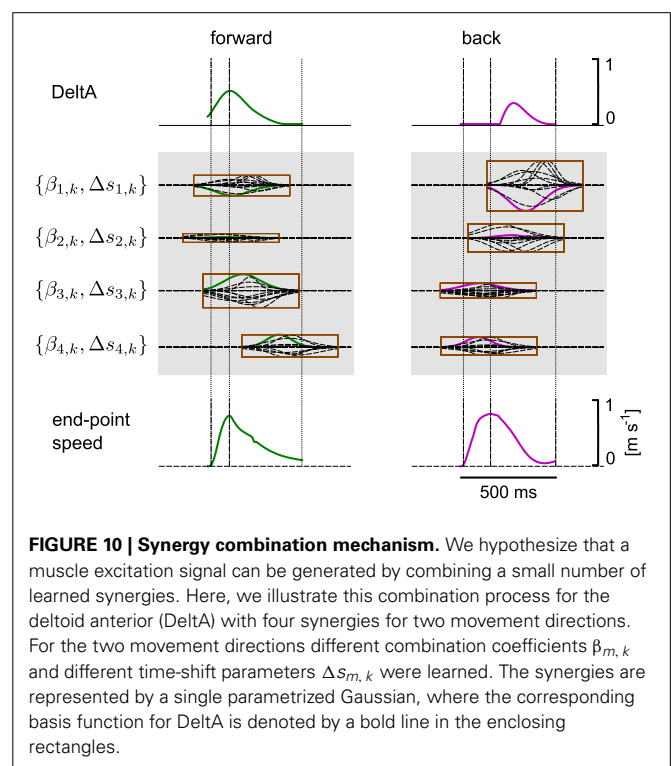 forward back
DeltA 1
0
{β1,k, Δs1,k}
{β2,k, Δs2,k}
{β3,k, Δs3,k}
{β4,k, Δs4,k}
end-point
speed
1
0
[m s-1]
500 ms
FIGURE 10 | Synergy combination mechanism. We hypothesize that a
muscle excitation signal can be generated by combining a small number of
learned synergies. Here, we illustrate this combination process for the
deltoid anterior (DeltA) with four synergies for two movement directions.
For the two movement directions different combination coefficients βm, k
and different time-shift parameters Δsm, k were learned. The synergies are
represented by a single parametrized Gaussian, where the corresponding
basis function for DeltA is denoted by a bold line in the enclosing
rectangles.